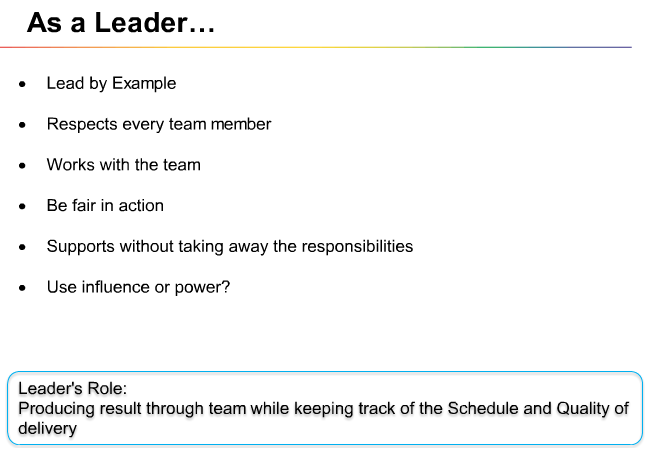 As a Leader…
• Lead by Example
• Respects every team member
• Works with the team
• Be fair in action
• Supports without taking away the responsibilities
• Use influence or power?
Leader's Role:
Producing result through team while keeping track of the Schedule and Quality of
delivery